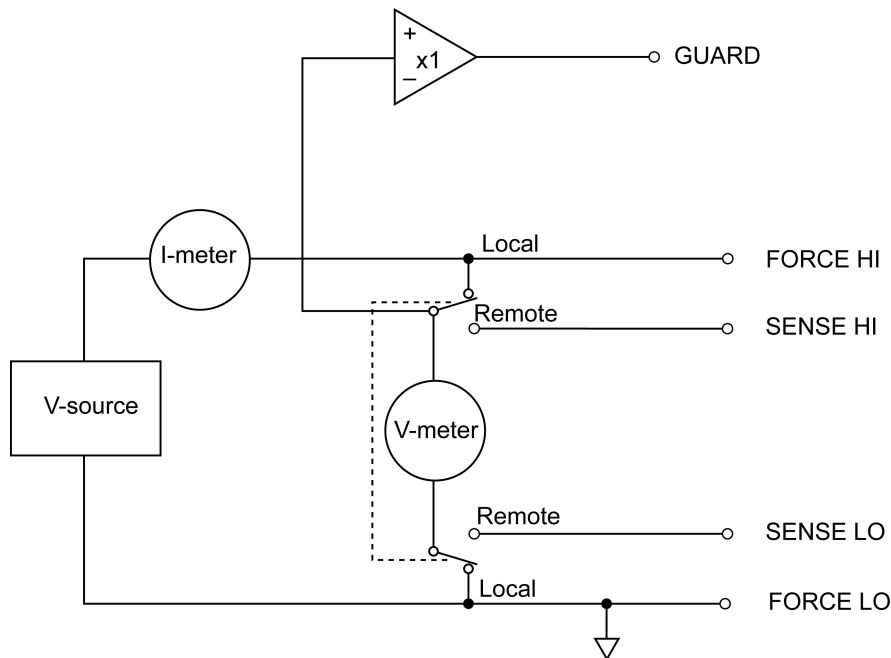 +
x1
–
GUARD
I-meter
Local
FORCE HI
Remote
SENSE HI
V-source
V-meter
Remote
SENSE LO
Local
FORCE LO